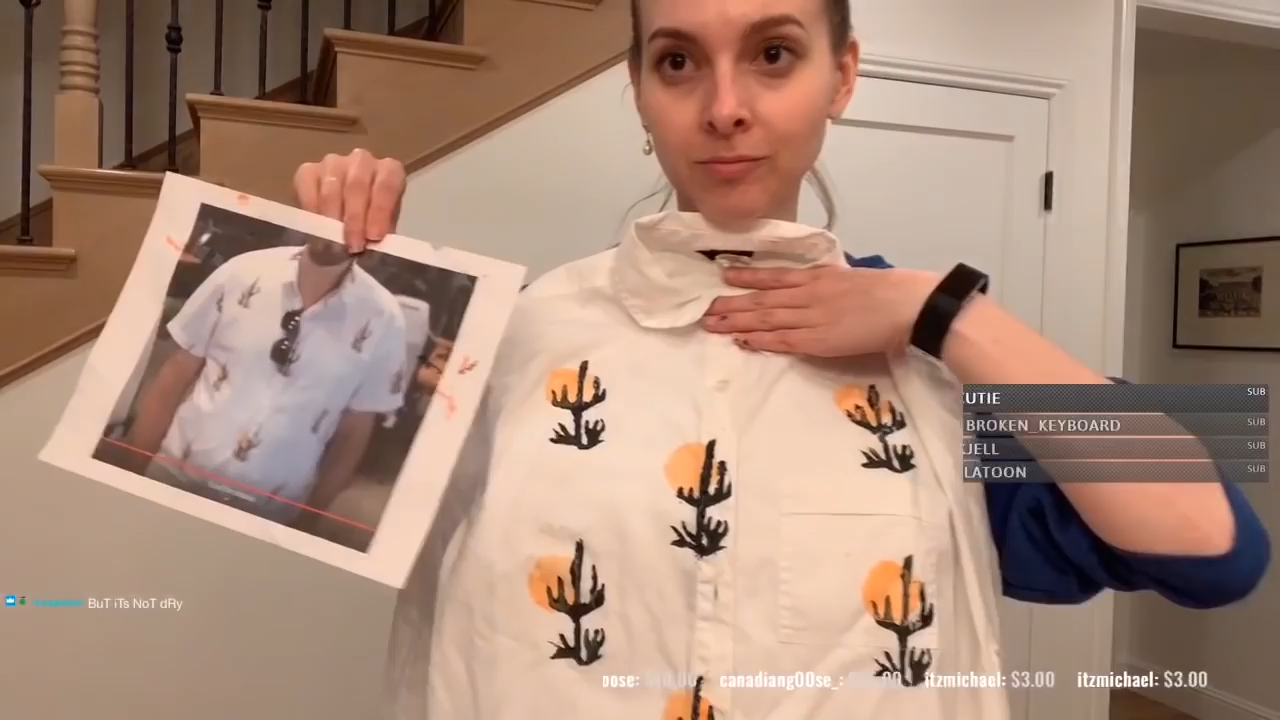 UTIE SUB
BROKEN_KEYBOARD SUB
JELL SUB
LATOON SUB
BuT iTs NoT dRy
pose: canadiang00se_: itzmichael: $3.00 itzmichael: $3.00